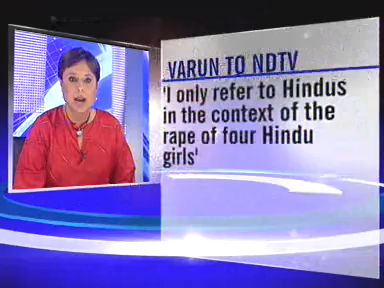 VARUN TO NDTV
'I only refer to Hindus
in the context of the
rape of four Hindu
girls'